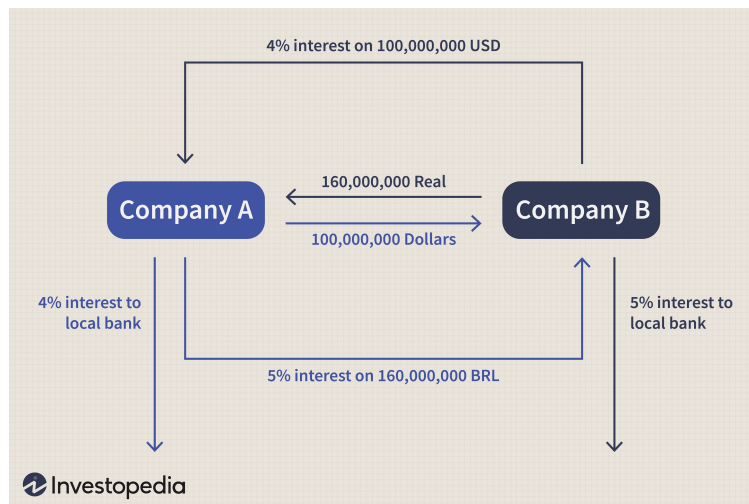 4% interest on 100,000,000 USD
160,000,000 Real
Company A
Company B
100,000,000 Dollars
4% interest to
local bank
5% interest to
local bank
5% interest on 160,000,000 BRL
Investopedia